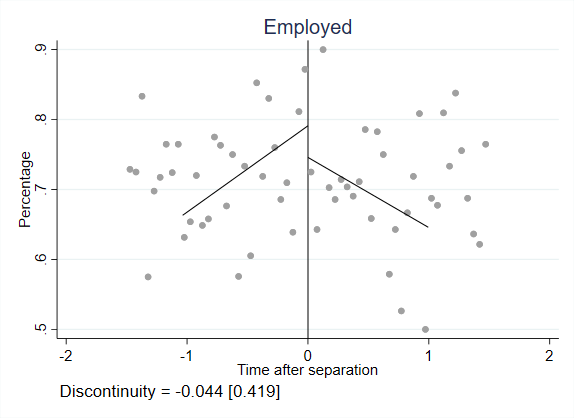 Employed
.9
.8
.7
.6
.5
Percentage
-2 -1 0 1 2
Time after separation
Discontinuity = -0.044 [0.419]